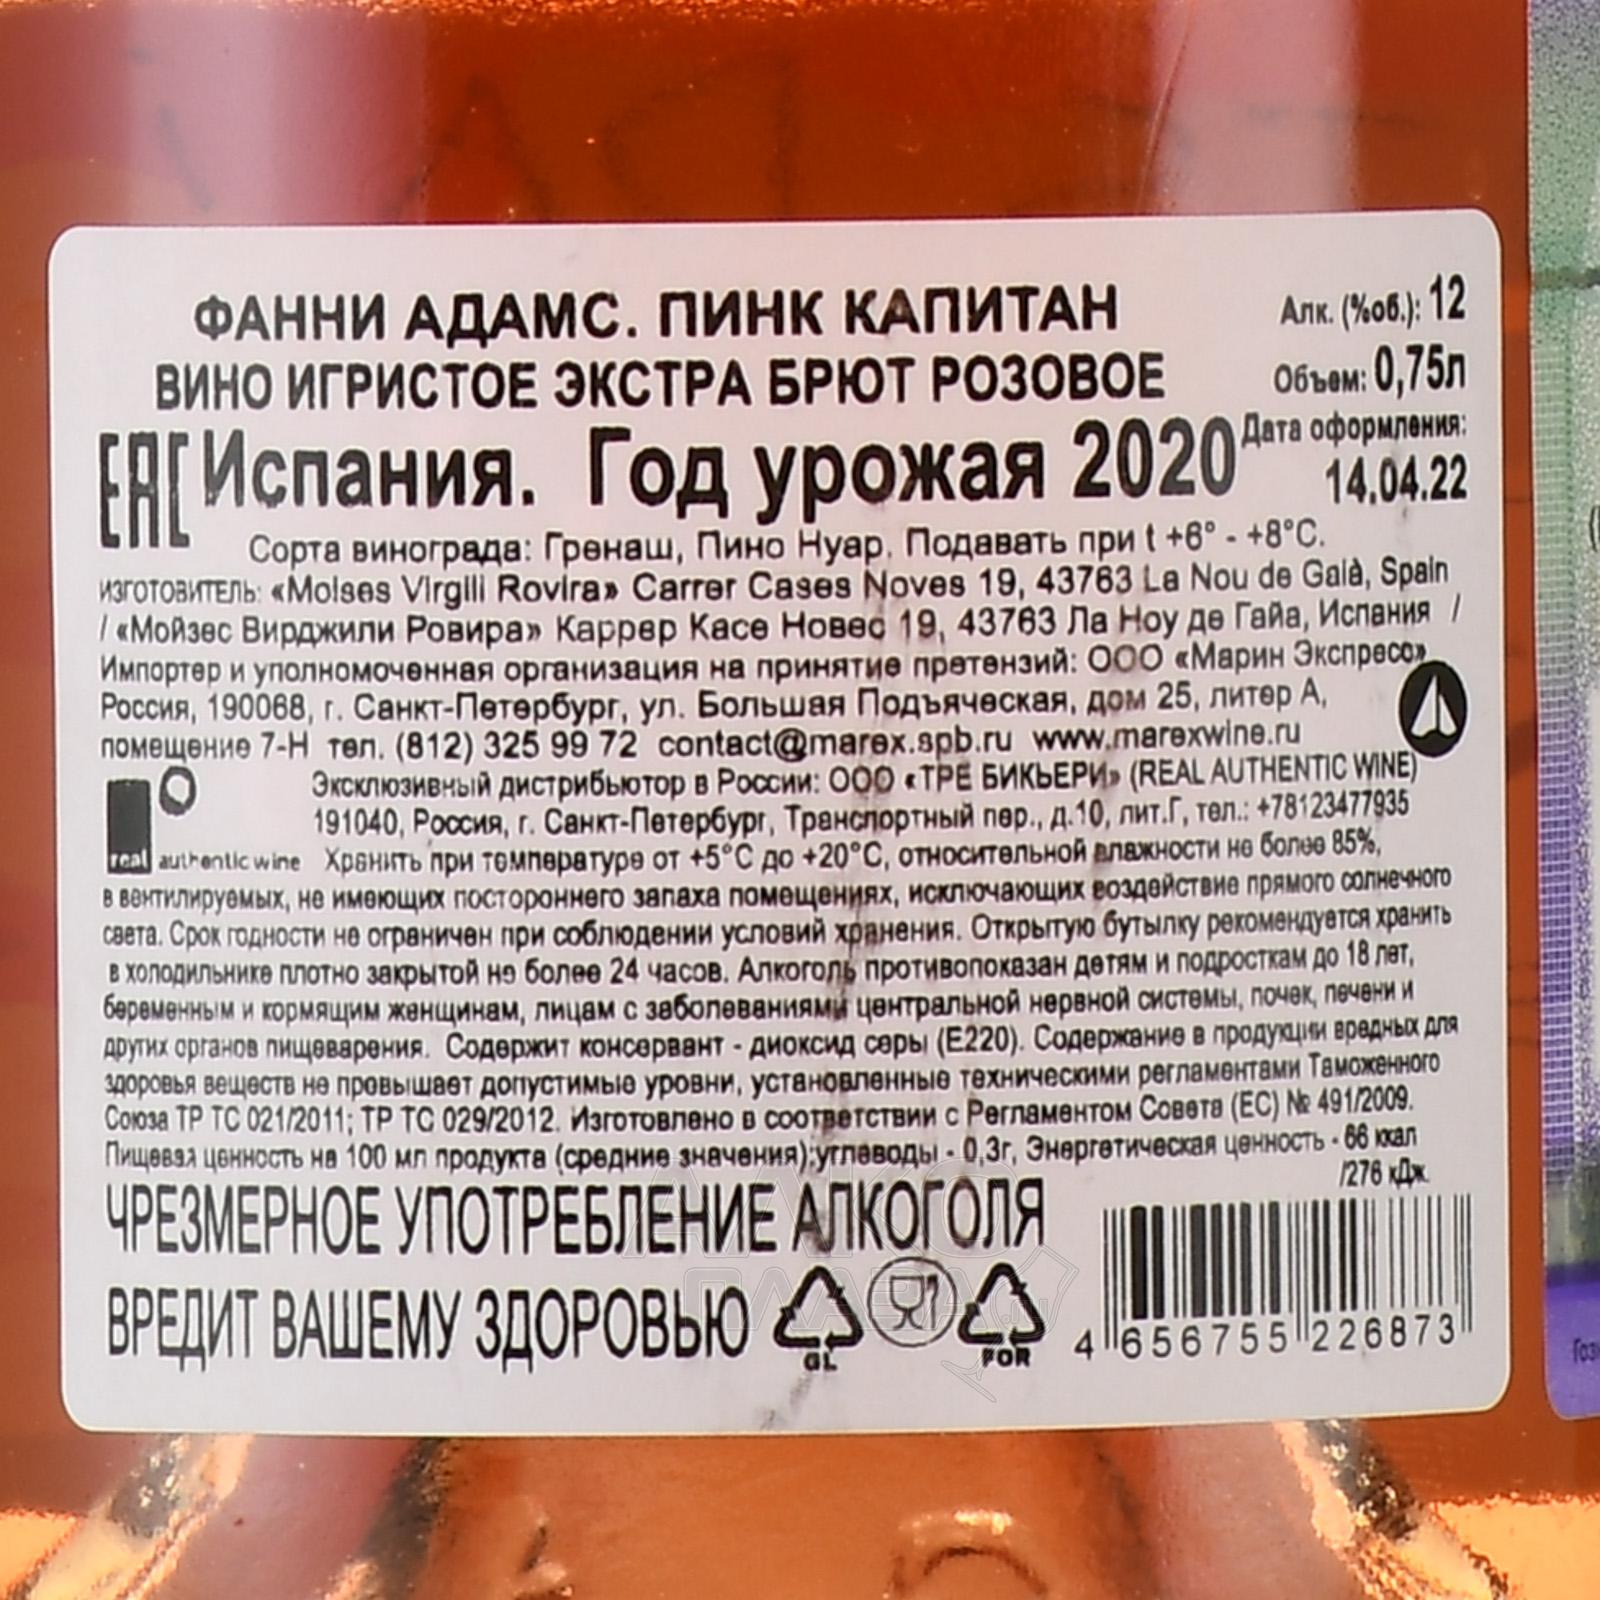 ФАННИ АДАМС. ПИНК КАПИТАН
Алк. (%об.): 12
ВИНО ИГРИСТОЕ ЭКСТРА БРЮТ РОЗОВОЕ
Объем: 0,75л
EAC Испания. Год урожая 2020
Дата оформления:
14.04.22
Сорта винограда: Гренаш, Пино Нуар. Подавать при t +6° - +8°C.
ИЗГОТОВИТЕЛЬ: «Moises Virgili Rovira» Carrer Cases Noves 19, 43763 La Nou de Gaià, Spain
/ «Мойзес Вирджили Ровира» Каррер Касе Новес 19, 43763 Ла Ноу де Гайа, Испания /
Импортер и уполномоченная организация на принятие претензий: ООО «Марин Экспресс»
Россия, 190068, г. Санкт-Петербург, ул. Большая Подъяческая, дом 25, литер А,
помещение 7-Н тел. (812) 325 99 72 contact@marex.spb.ru www.marexwine.ru
Эксклюзивный дистрибьютор в России: ООО «ТРЕ БИКЬЕРИ» (REAL AUTHENTIC WINE)
191040, Россия, г. Санкт-Петербург, Транспортный пер., д.10, лит.Г, тел.: +78123477935
real authentic wine
Хранить при температуре от +5°C до +20°C, относительной влажности не более 85%,
в вентилируемых, не имеющих постороннего запаха помещениях, исключающих воздействие прямого солнечного
света. Срок годности не ограничен при соблюдении условий хранения. Открытую бутылку рекомендуется хранить
в холодильнике плотно закрытой не более 24 часов. Алкоголь противопоказан детям и подросткам до 18 лет,
беременным и кормящим женщинам, лицам с заболеваниями центральной нервной системы, почек, печени и
других органов пищеварения. Содержит консервант - диоксид серы (Е220). Содержание в продукции вредных для
здоровья веществ не превышает допустимые уровни, установленные техническими регламентами Таможенного
Союза ТР ТС 021/2011; ТР ТС 029/2012. Изготовлено в соответствии с Регламентом Совета (ЕС) № 491/2009.
Пищевая ценность на 100 мл продукта (средние значения):углеводы - 0,3г, Энергетическая ценность - 66 ккал
/276 кДж.
ЧРЕЗМЕРНОЕ УПОТРЕБЛЕНИЕ АЛКОГОЛЯ
ВРЕДИТ ВАШЕМУ ЗДОРОВЬЮ
GL
FOR
4 656755 226873
АЛКО
ПЛАЗА.ru